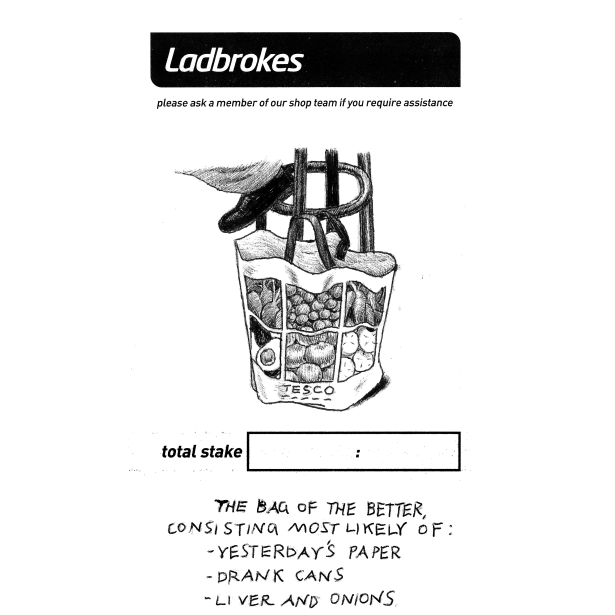 Ladbrokes
please ask a member of our shop team if you require assistance
TESCO
total stake :
THE BAG OF THE BETTER,
CONSISTING MOST LIKELY OF:
-YESTERDAY'S PAPER
-DRANK CANS
-LIVER AND ONIONS